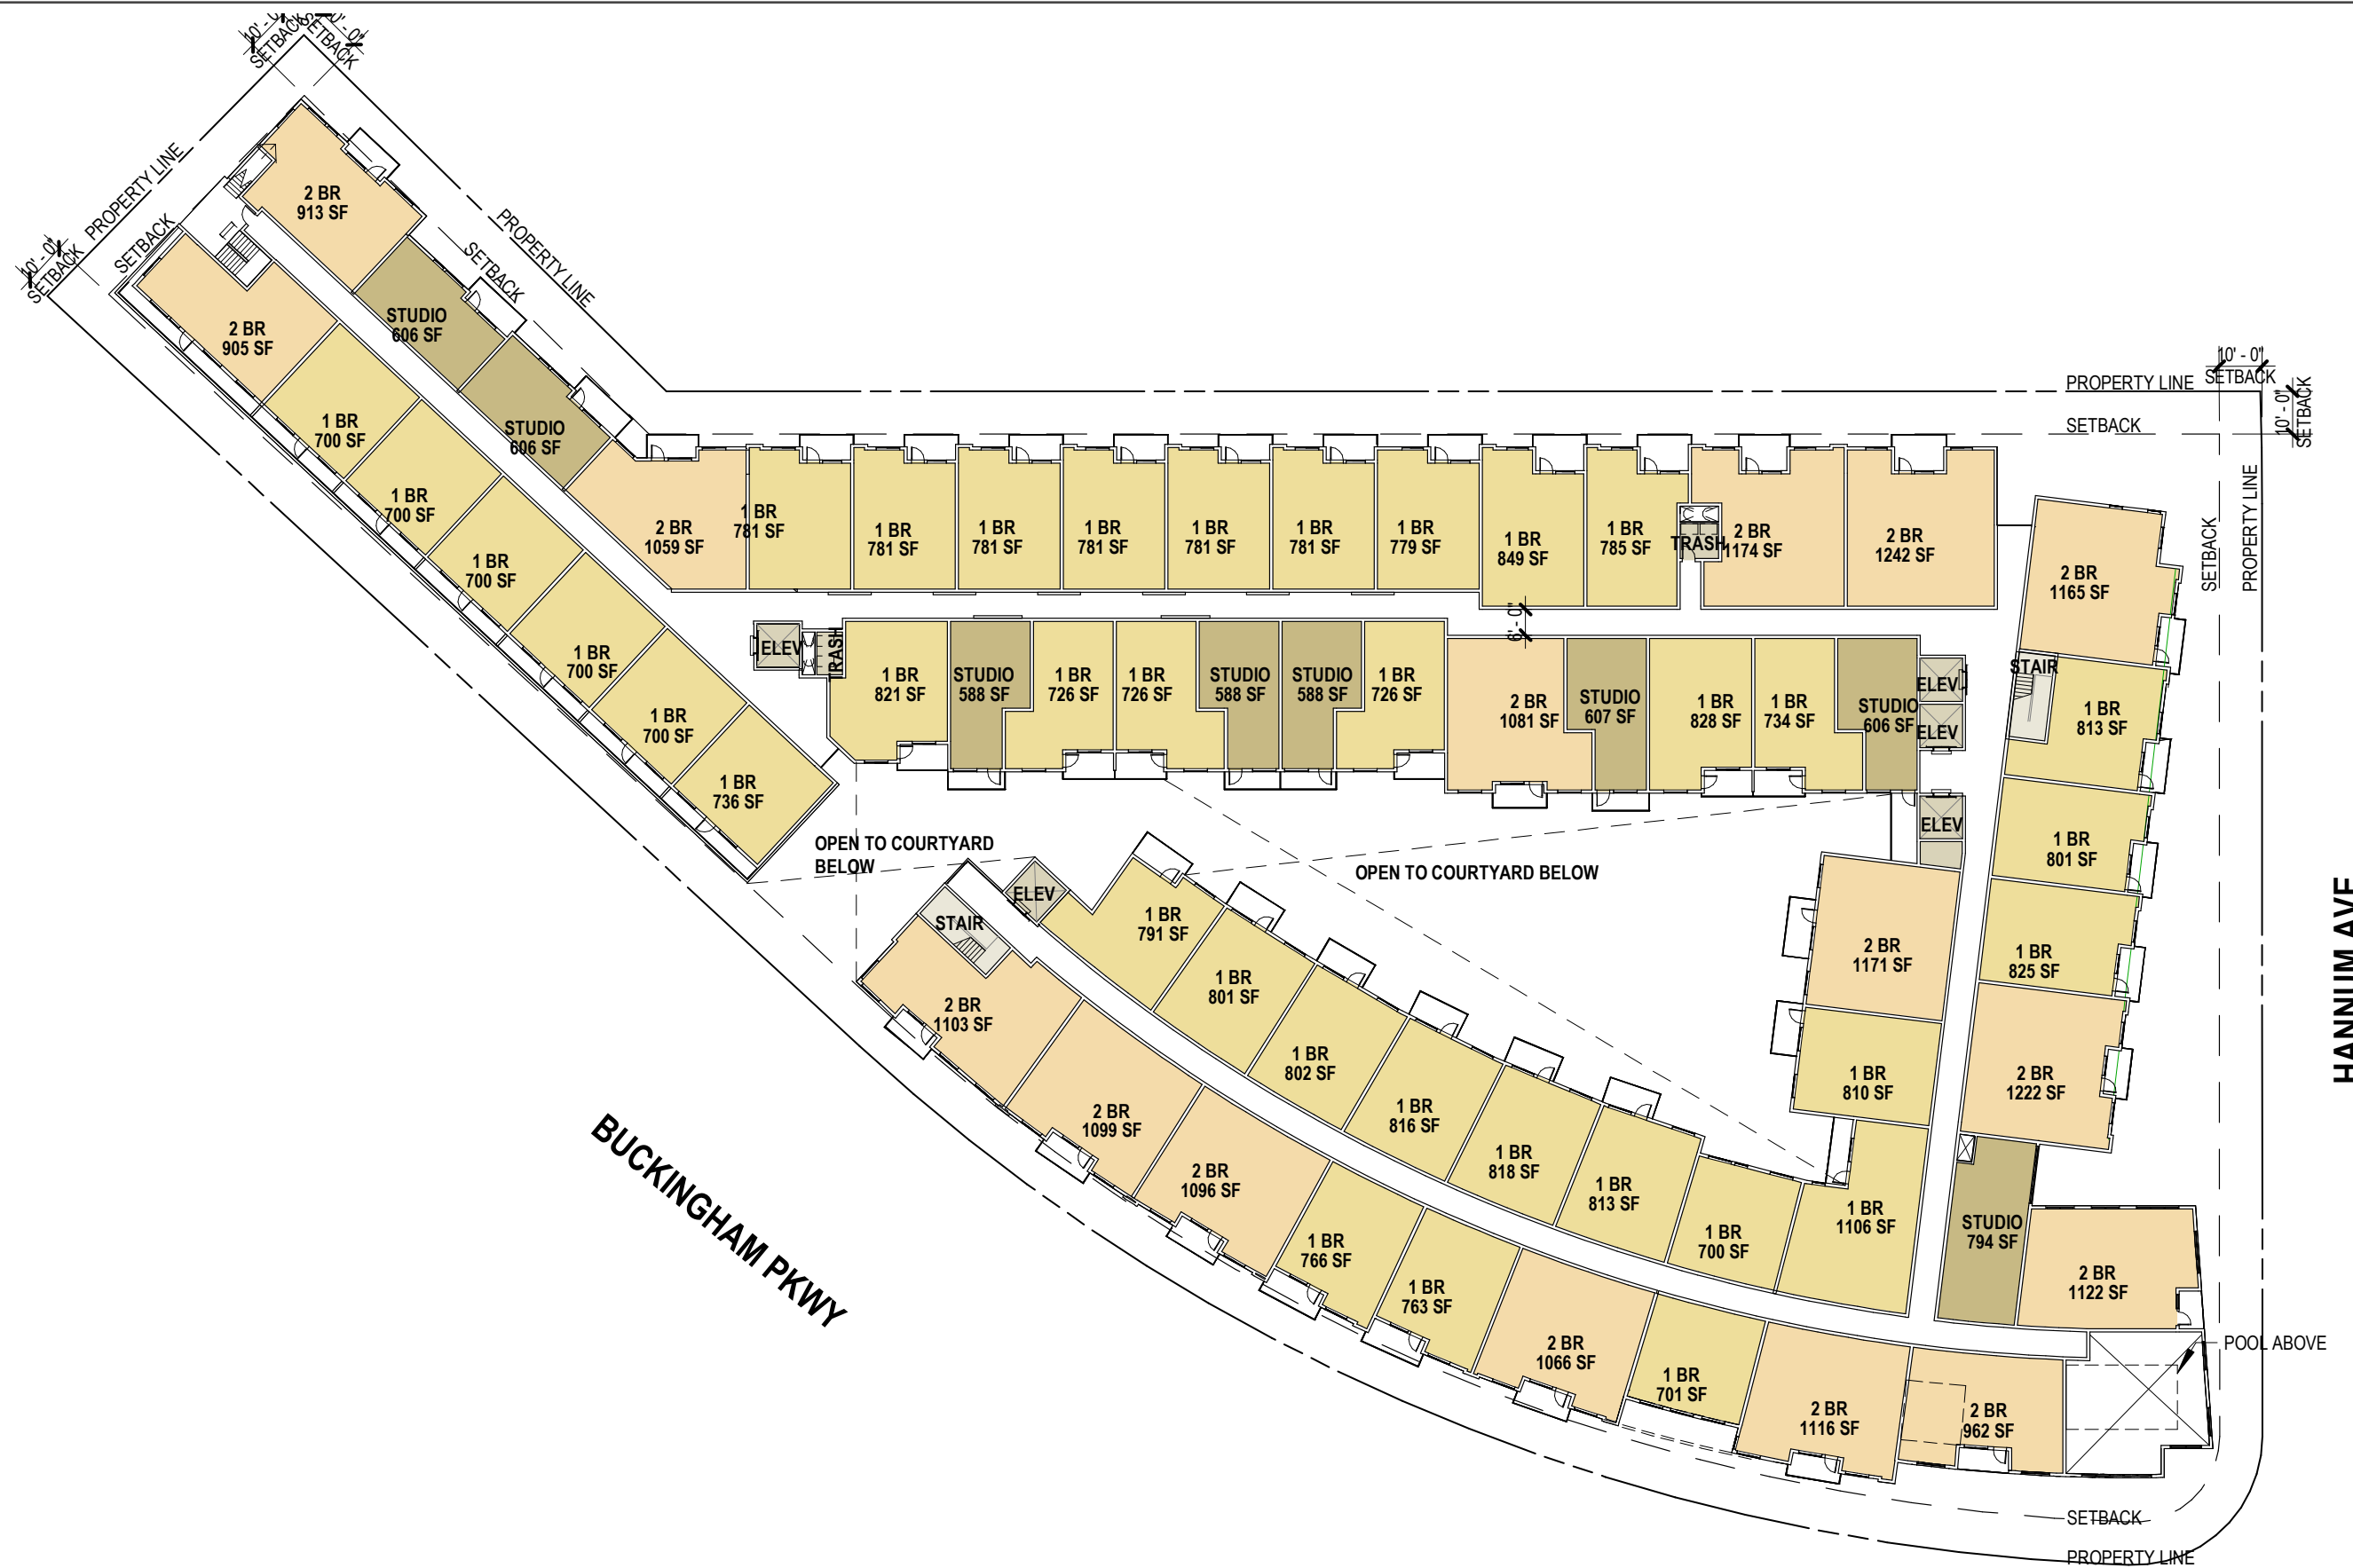 10' - 0"
SETBACK
10' - 0"
SETBACK
PROPERTY LINE
SETBACK
10' - 0"
SETBACK
PROPERTY LINE
SETBACK
2 BR
913 SF
2 BR
905 SF
STUDIO
606 SF
STUDIO
606 SF
1 BR
700 SF
1 BR
700 SF
1 BR
700 SF
1 BR
700 SF
1 BR
700 SF
1 BR
736 SF
10' - 0"
SETBACK
PROPERTY LINE
SETBACK
10' - 0"
SETBACK
SETBACK
PROPERTY LINE
2 BR
1059 SF
1 BR
781 SF
1 BR
781 SF
1 BR
781 SF
1 BR
781 SF
1 BR
781 SF
1 BR
781 SF
1 BR
779 SF
1 BR
849 SF
1 BR
785 SF
TRASH
2 BR
1174 SF
2 BR
1242 SF
6' - 0"
ELEV
TRASH
1 BR
821 SF
STUDIO
588 SF
1 BR
726 SF
1 BR
726 SF
STUDIO
588 SF
STUDIO
588 SF
1 BR
726 SF
2 BR
1081 SF
STUDIO
607 SF
1 BR
828 SF
1 BR
734 SF
STUDIO
606 SF
ELEV
ELEV
ELEV
2 BR
1165 SF
STAIR
1 BR
813 SF
1 BR
801 SF
1 BR
825 SF
2 BR
1222 SF
HANNUM AVE
OPEN TO COURTYARD
BELOW
OPEN TO COURTYARD BELOW
ELEV
STAIR
1 BR
791 SF
1 BR
801 SF
1 BR
802 SF
1 BR
816 SF
1 BR
818 SF
1 BR
813 SF
1 BR
700 SF
1 BR
1106 SF
2 BR
1171 SF
1 BR
810 SF
2 BR
1103 SF
2 BR
1099 SF
2 BR
1096 SF
1 BR
766 SF
1 BR
763 SF
2 BR
1066 SF
1 BR
701 SF
2 BR
1116 SF
2 BR
962 SF
STUDIO
794 SF
2 BR
1122 SF
POOL ABOVE
BUCKINGHAM PKWY
SETBACK
PROPERTY LINE